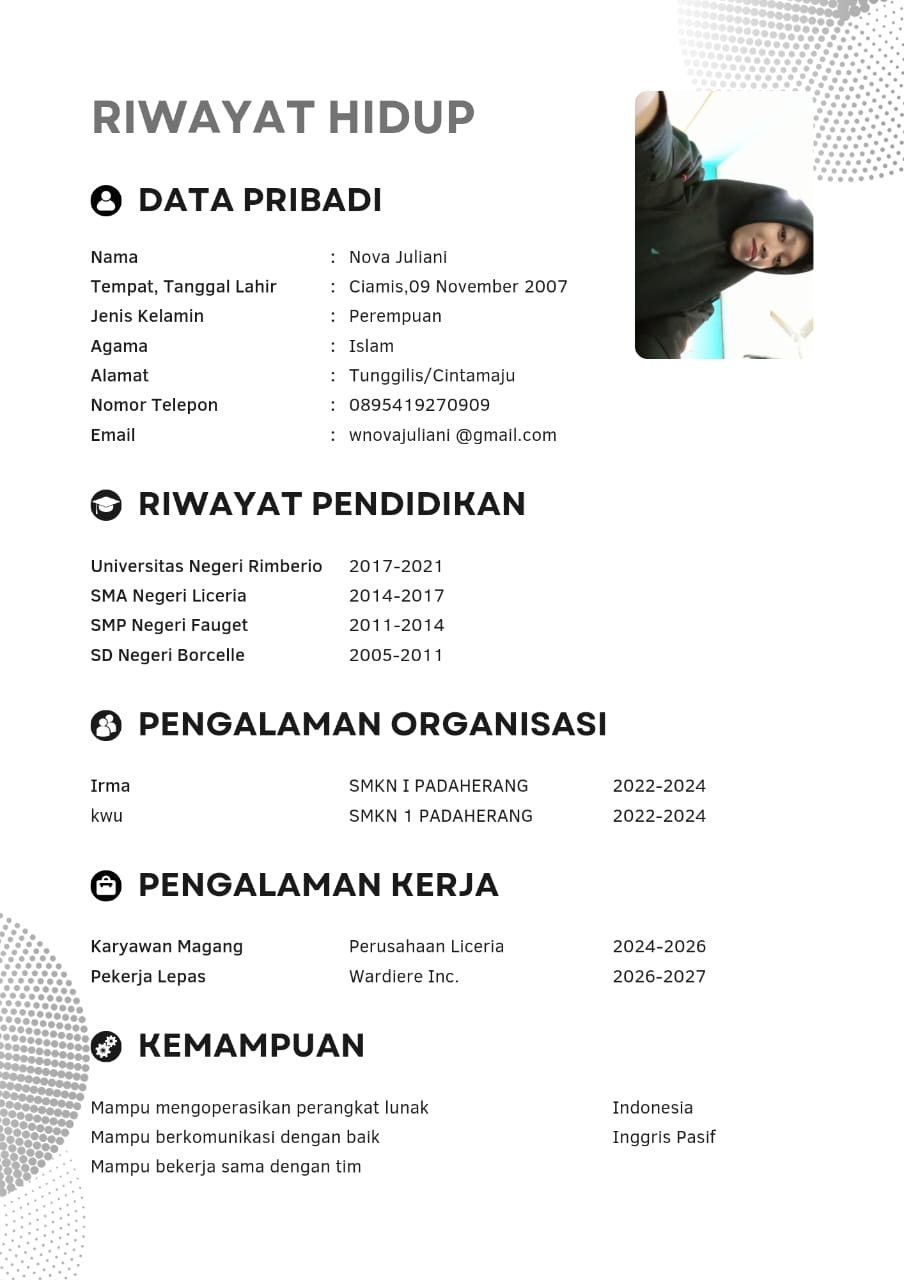 RIWAYAT HIDUP
DATA PRIBADI
Nama : Nova Juliani
Tempat, Tanggal Lahir : Ciamis,09 November 2007
Jenis Kelamin : Perempuan
Agama : Islam
Alamat : Tunggilis/Cintamaju
Nomor Telepon : 0895419270909
Email : wnovajuliani @gmail.com
RIWAYAT PENDIDIKAN
Universitas Negeri Rimberio 2017-2021
SMA Negeri Liceria 2014-2017
SMP Negeri Fauget 2011-2014
SD Negeri Borcelle 2005-2011
PENGALAMAN ORGANISASI
Irma SMKN I PADAHERANG 2022-2024
kwu SMKN 1 PADAHERANG 2022-2024
PENGALAMAN KERJA
Karyawan Magang Perusahaan Liceria 2024-2026
Pekerja Lepas Wardiere Inc. 2026-2027
KEMAMPUAN
Mampu mengoperasikan perangkat lunak Indonesia
Mampu berkomunikasi dengan baik Inggris Pasif
Mampu bekerja sama dengan tim